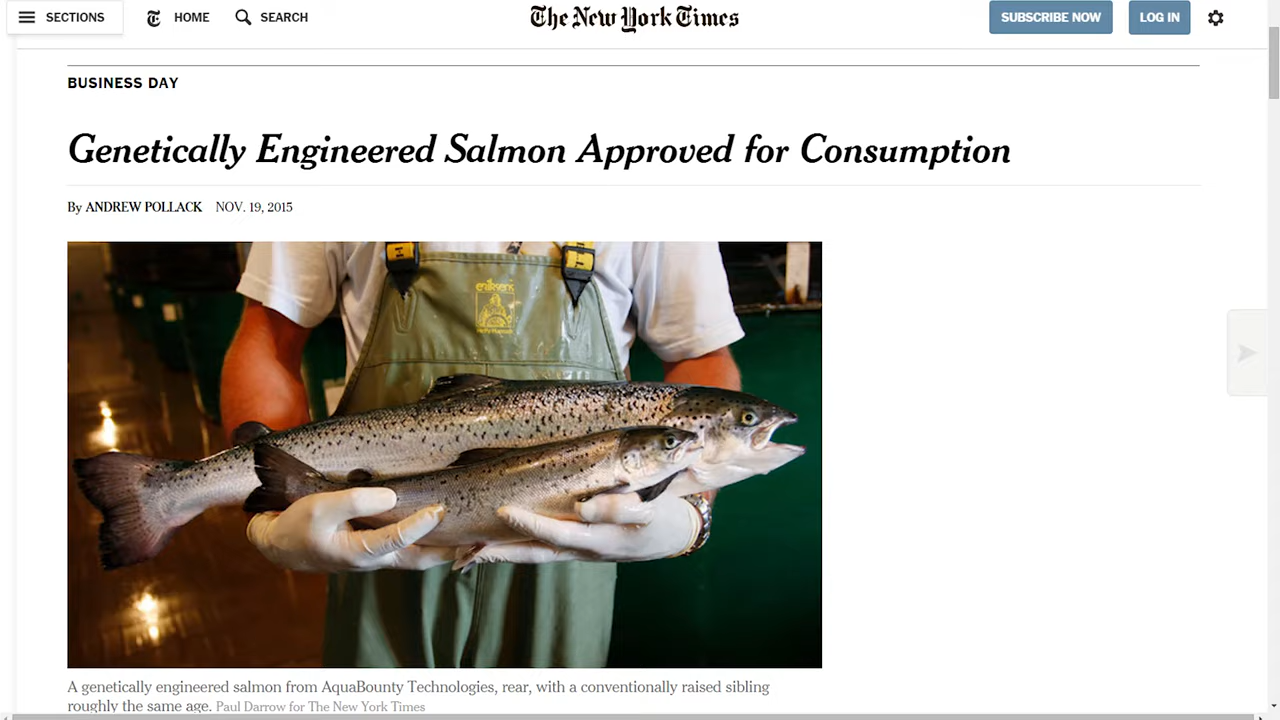 SECTIONS HOME SEARCH The New York Times SUBSCRIBE NOW LOG IN
BUSINESS DAY
Genetically Engineered Salmon Approved for Consumption
By ANDREW POLLACK NOV. 19, 2015
A genetically engineered salmon from AquaBounty Technologies, rear, with a conventionally raised sibling
roughly the same age. Paul Darrow for The New York Times